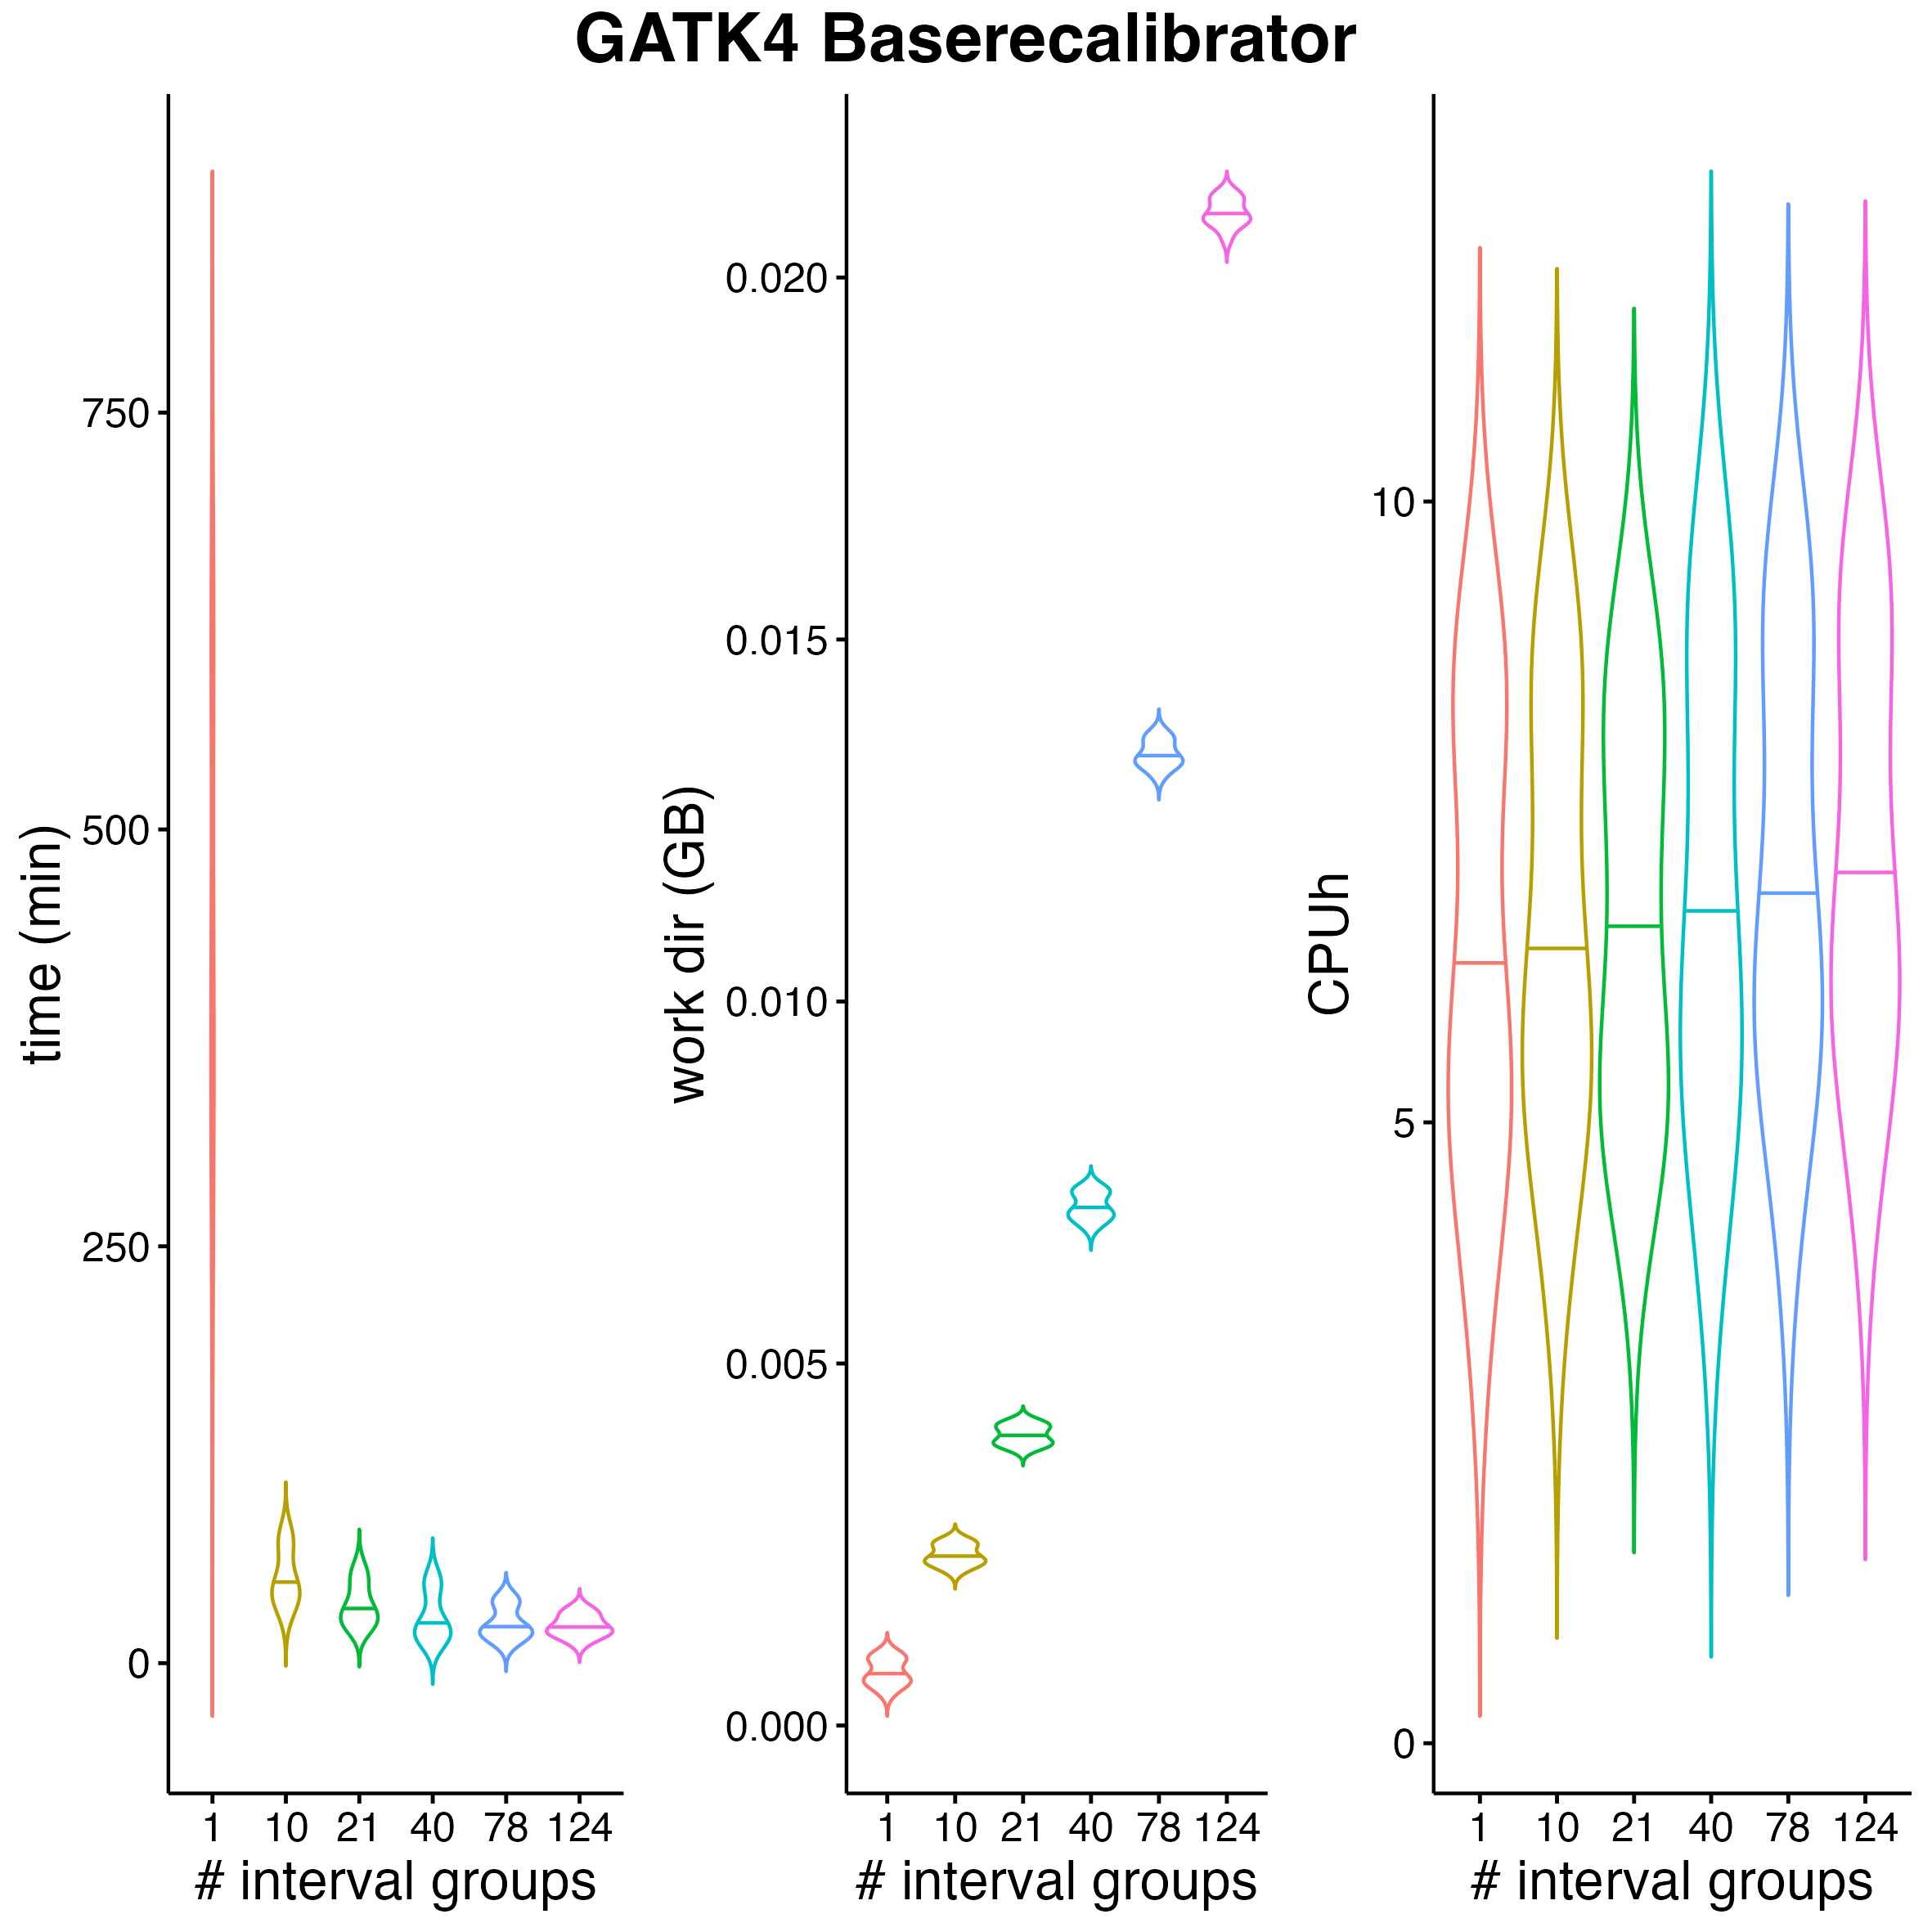 GATK4 Baserecalibrator
time (min)
750
500
250
0
1 10 21 40 78 124
# interval groups
work dir (GB)
0.020
0.015
0.010
0.005
0.000
1 10 21 40 78 124
# interval groups
CPUh
10
5
0
1 10 21 40 78 124
# interval groups